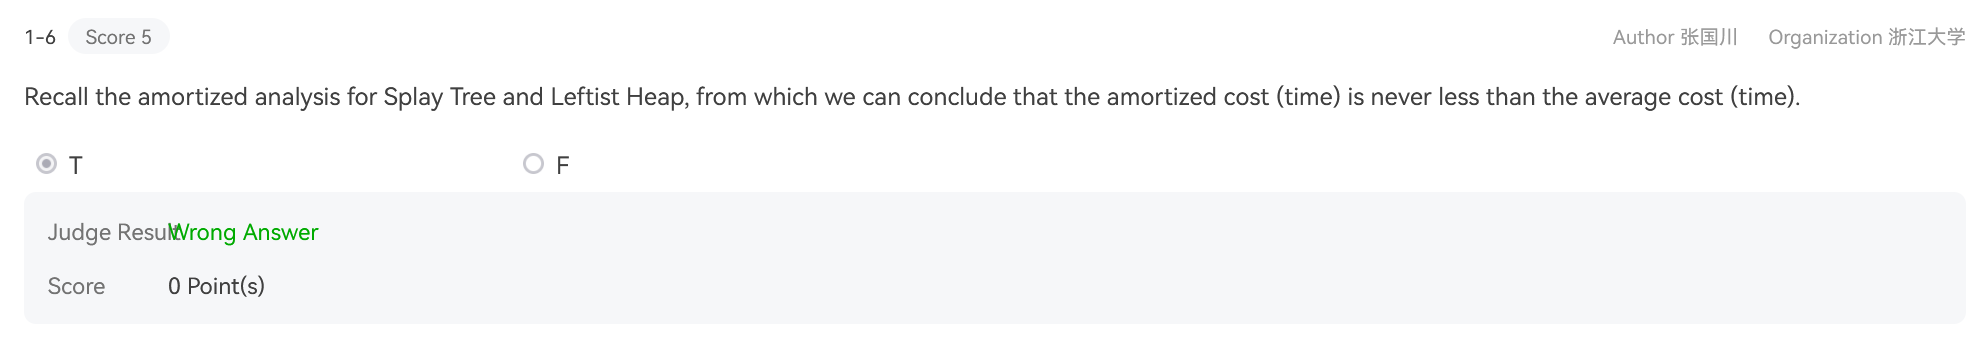 1-6 Score 5 Author 张国川 Organization 浙江大学
Recall the amortized analysis for Splay Tree and Leftist Heap, from which we can conclude that the amortized cost (time) is never less than the average cost (time).
T F
Judge Result Wrong Answer
Score 0 Point(s)